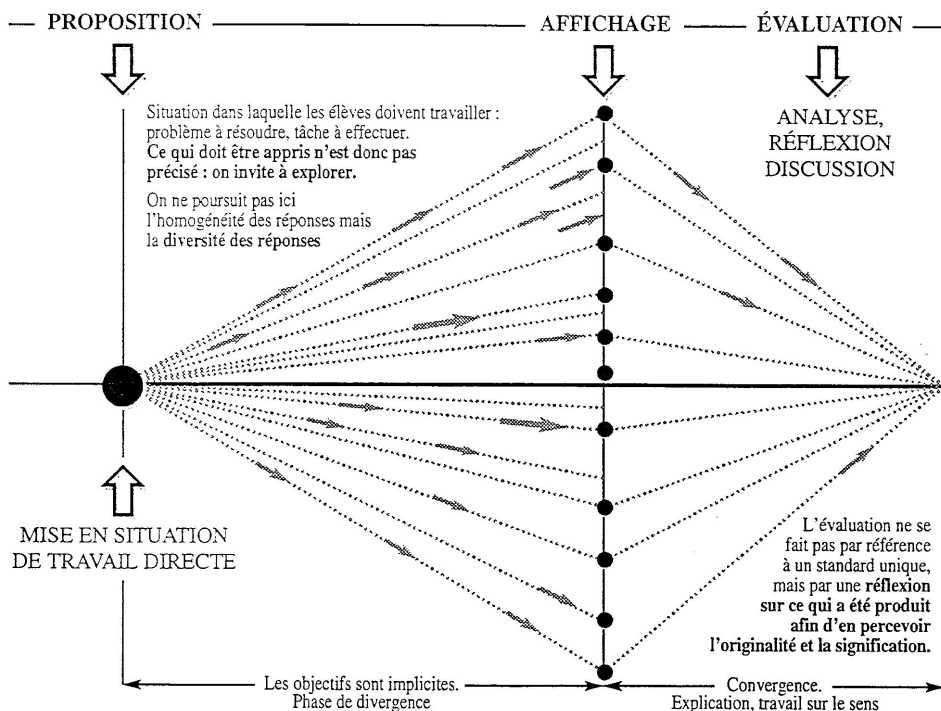 PROPOSITION
AFFICHAGE
ÉVALUATION
Situation dans laquelle les élèves doivent travailler :
problème à résoudre, tâche à effectuer.
Ce qui doit être appris n'est donc pas
précisé : on invite à explorer.
On ne poursuit pas ici
l'homogénéité des réponses mais
la diversité des réponses
ANALYSE,
RÉFLEXION
DISCUSSION
MISE EN SITUATION
DE TRAVAIL DIRECTE
L'évaluation ne se
fait pas par référence
à un standard unique,
mais par une réflexion
sur ce qui a été produit
afin d'en percevoir
l'originalité et la signification.
Les objectifs sont implicites.
Phase de divergence
Convergence.
Explication, travail sur le sens